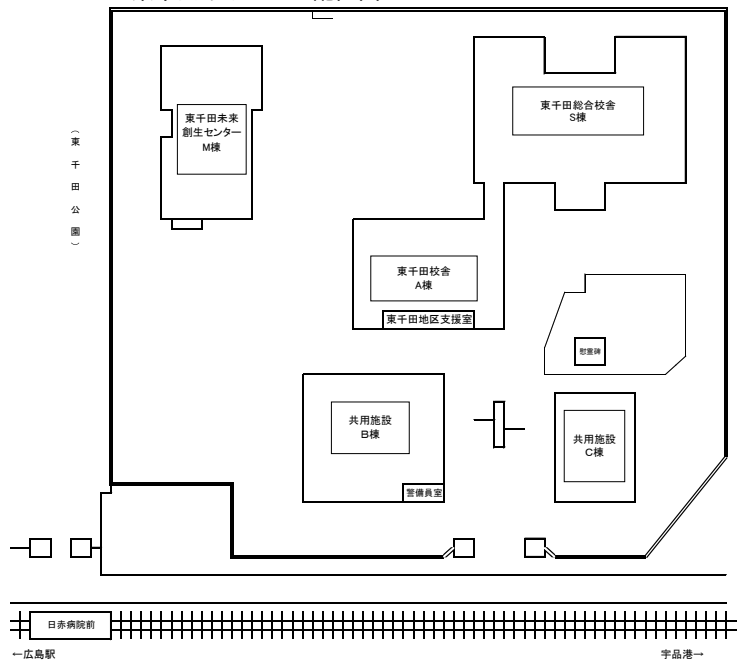 東千田未来
創生センター
M棟
東千田総合校舎
S棟
（東千田公園）
東千田校舎
A棟
東千田地区支援室
慰霊碑
共用施設
B棟
共用施設
C棟
警備員室
日赤病院前
←広島駅
宇品港→